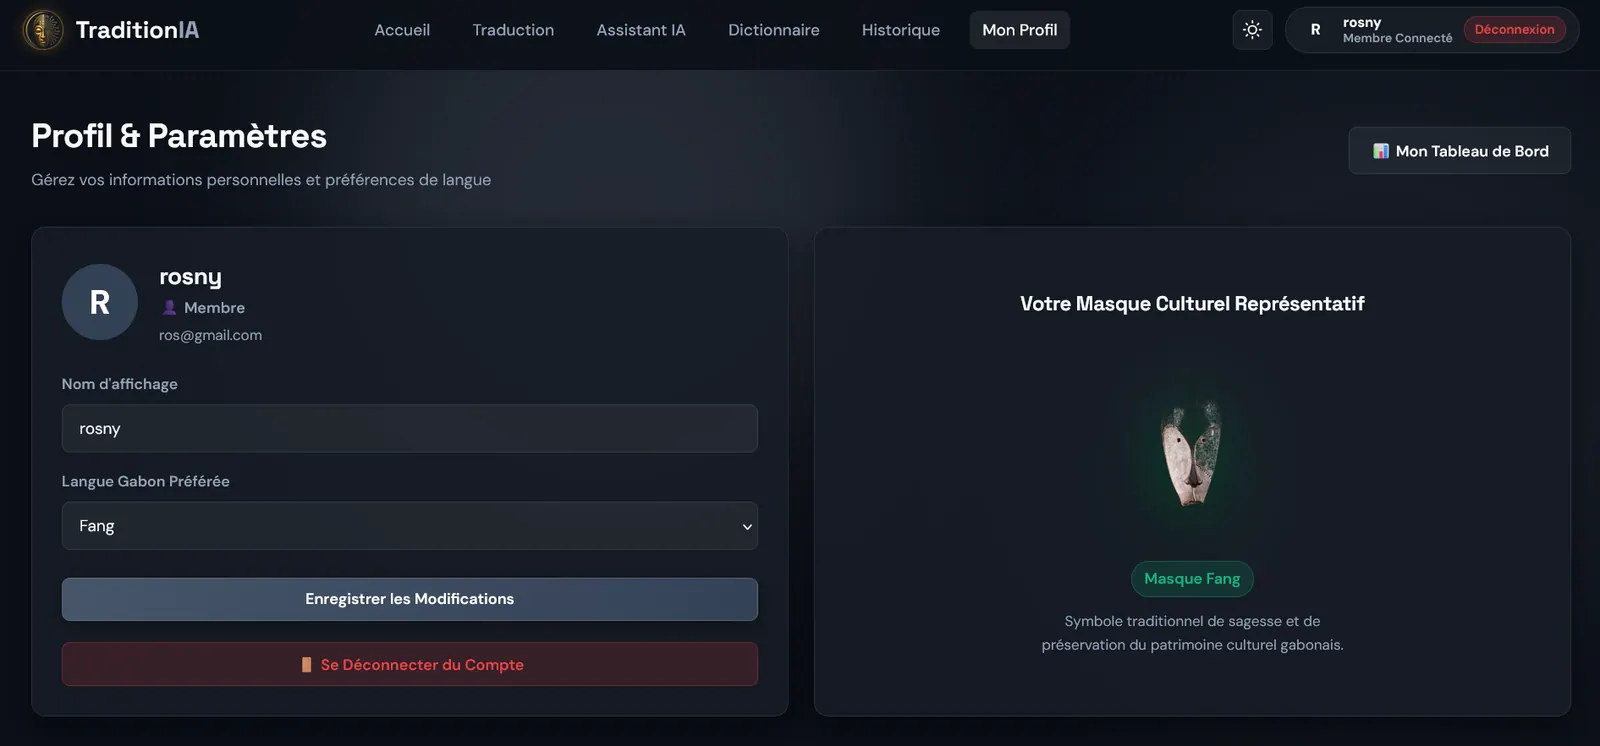 TraditionIA
Accueil
Traduction
Assistant IA
Dictionnaire
Historique
Mon Profil
R
rosny
Membre Connecté
Déconnexion
Profil & Paramètres
Gérez vos informations personnelles et préférences de langue
Mon Tableau de Bord
R
rosny
Membre
ros@gmail.com
Nom d'affichage
rosny
Langue Gabon Préférée
Fang
Enregistrer les Modifications
Se Déconnecter du Compte
Votre Masque Culturel Représentatif
Masque Fang
Symbole traditionnel de sagesse et de
préservation du patrimoine culturel gabonais.